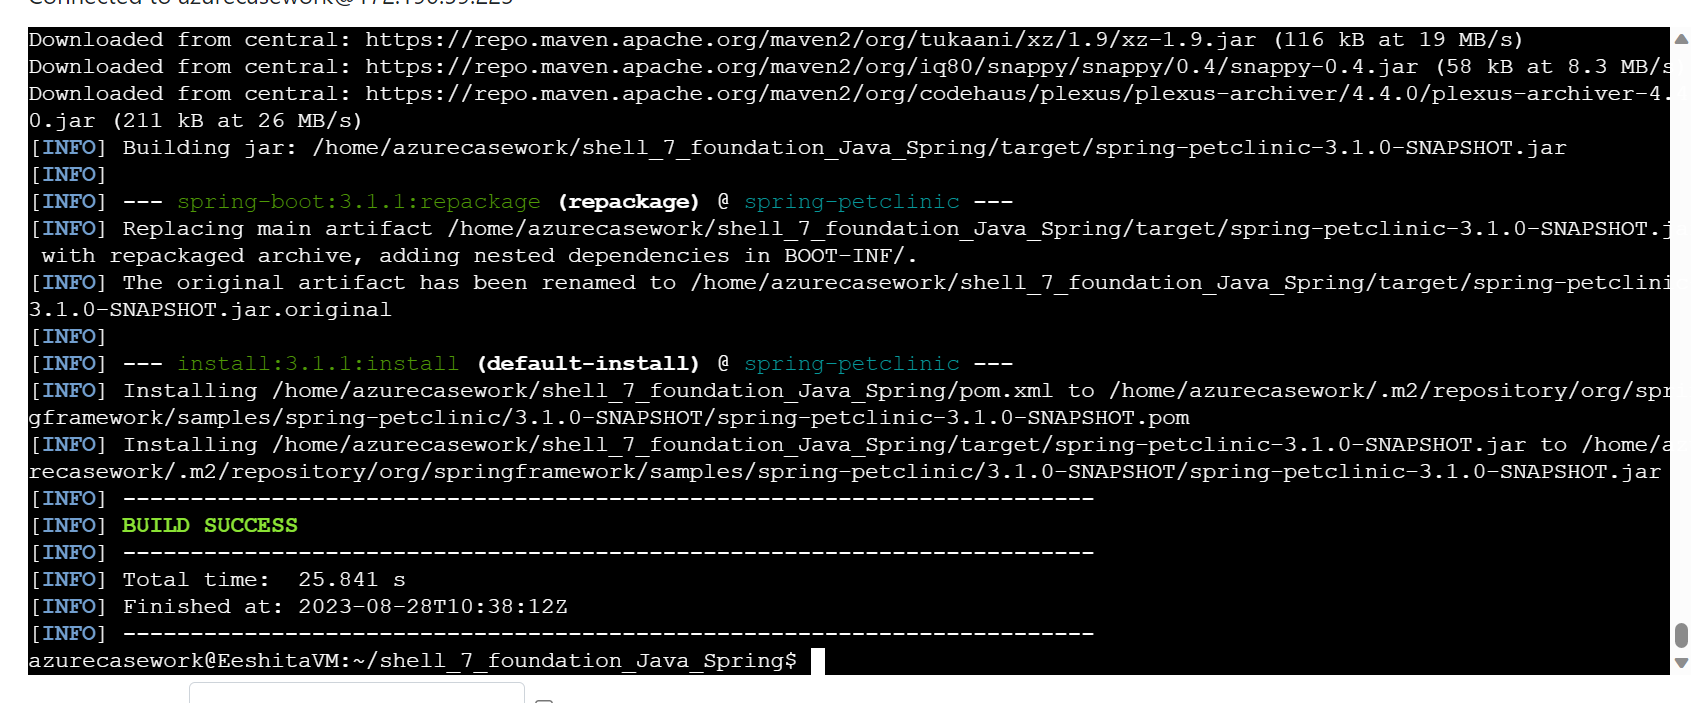 Downloaded from central: https://repo.maven.apache.org/maven2/org/tukaani/xz/1.9/xz-1.9.jar (116 kB at 19 MB/s)
Downloaded from central: https://repo.maven.apache.org/maven2/org/iq80/snappy/snappy/0.4/snappy-0.4.jar (58 kB at 8.3 MB/s
Downloaded from central: https://repo.maven.apache.org/maven2/org/codehaus/plexus/plexus-archiver/4.4.0/plexus-archiver-4.
0.jar (211 kB at 26 MB/s)
[INFO] Building jar: /home/azurecasework/shell_7_foundation_Java_Spring/target/spring-petclinic-3.1.0-SNAPSHOT.jar
[INFO]
[INFO] --- spring-boot:3.1.1:repackage (repackage) @ spring-petclinic ---
[INFO] Replacing main artifact /home/azurecasework/shell_7_foundation_Java_Spring/target/spring-petclinic-3.1.0-SNAPSHOT.j
with repackaged archive, adding nested dependencies in BOOT-INF/.
[INFO] The original artifact has been renamed to /home/azurecasework/shell_7_foundation_Java_Spring/target/spring-petclini
3.1.0-SNAPSHOT.jar.original
[INFO]
[INFO] --- install:3.1.1:install (default-install) @ spring-petclinic ---
[INFO] Installing /home/azurecasework/shell_7_foundation_Java_Spring/pom.xml to /home/azurecasework/.m2/repository/org/spr
gframework/samples/spring-petclinic/3.1.0-SNAPSHOT/spring-petclinic-3.1.0-SNAPSHOT.pom
[INFO] Installing /home/azurecasework/shell_7_foundation_Java_Spring/target/spring-petclinic-3.1.0-SNAPSHOT.jar to /home/a
recasework/.m2/repository/org/springframework/samples/spring-petclinic/3.1.0-SNAPSHOT/spring-petclinic-3.1.0-SNAPSHOT.jar
[INFO] ------------------------------------------------------------------------
[INFO] BUILD SUCCESS
[INFO] ------------------------------------------------------------------------
[INFO] Total time:  25.841 s
[INFO] Finished at: 2023-08-28T10:38:12Z
[INFO] ------------------------------------------------------------------------
azurecasework@EeshitaVM:~/shell_7_foundation_Java_Spring$